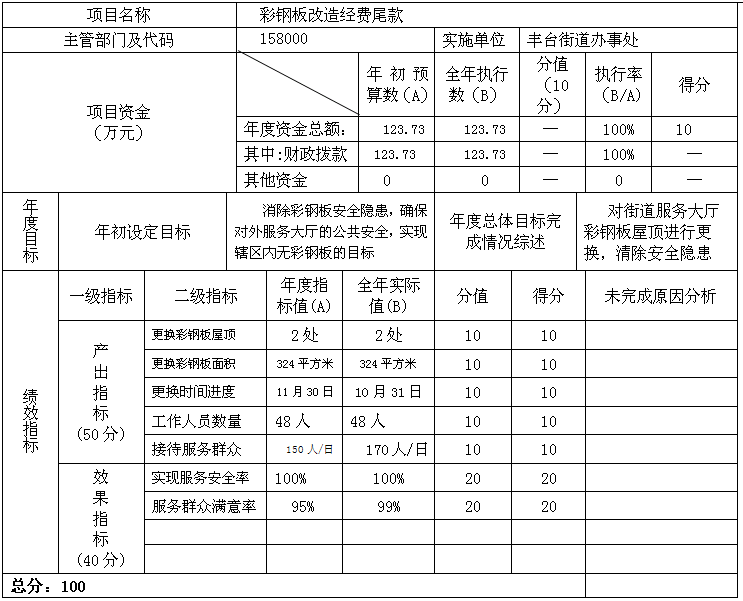 项目名称 彩钢板改造经费尾款
主管部门及代码 158000 实施单位 丰台街道办事处
项目资金
（万元）
年初预
算数（A）
全年执行
数（B）
分值
（10
分）
执行率
（B/A）
得分
年度资金总额： 123.73 123.73 — 100% 10
其中:财政拨款 123.73 123.73 — 100% —
其他资金 0 0 — 0 —
年度目标
年初设定目标
消除彩钢板安全隐患，确保
对外服务大厅的公共安全，实现
辖区内无彩钢板的目标
年度总体目标完
成情况综述
对街道服务大厅
彩钢板屋顶进行更
换，清除安全隐患
绩效指标
一级指标 二级指标
年度指
标值(A)
全年实际
值(B)
分值 得分 未完成原因分析
产
出
指
标
(50分)
更换彩钢板屋顶 2处 2处 10 10
更换彩钢板面积 324平方米 324平方米 10 10
更换时间进度 11月30日 10月31日 10 10
工作人员数量 48人 48人 10 10
接待服务群众 150人/日 170人/日 10 10
效
果
指
标
(40分)
实现服务安全率 100% 100% 20 20
服务群众满意率 95% 99% 20 20
总分：100